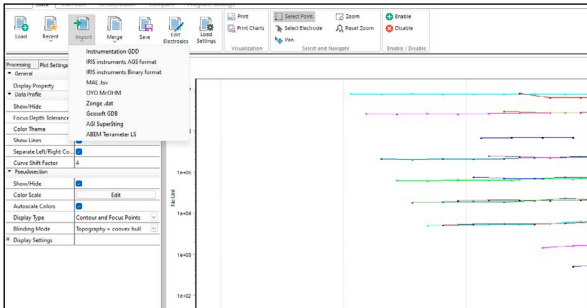 Data
Load
Recent
Import
Merge
Save
Edit
Electrodes
Load
Settings
Print
Print Charts
Visualization
Select Point
Select Electrode
Pan
Zoom
Reset Zoom
Select and Navigate
Enable
Disable
Enable / Disable
Instrumentation GDD
IRIS instruments AGS format
IRIS instruments Binary format
MAE .tsv
OYO McOHM
Zonge .dat
Geosoft GDB
AGI SuperSting
ABEM Terrameter LS
Processing
Plot Settings
General
Display Property
Data Profile
Show/Hide
Focus Depth Tolerance
Color Theme
Show Lines
Separate Left/Right Co...
Curve Shift Factor
4
Pseudosection
Show/Hide
Color Scale
Edit
Autoscale Colors
Display Type
Contour and Focus Points
Blinding Mode
Topography + convex hull
Display Settings
No Unit
1e+05
1e+04
1e+03
1e+02